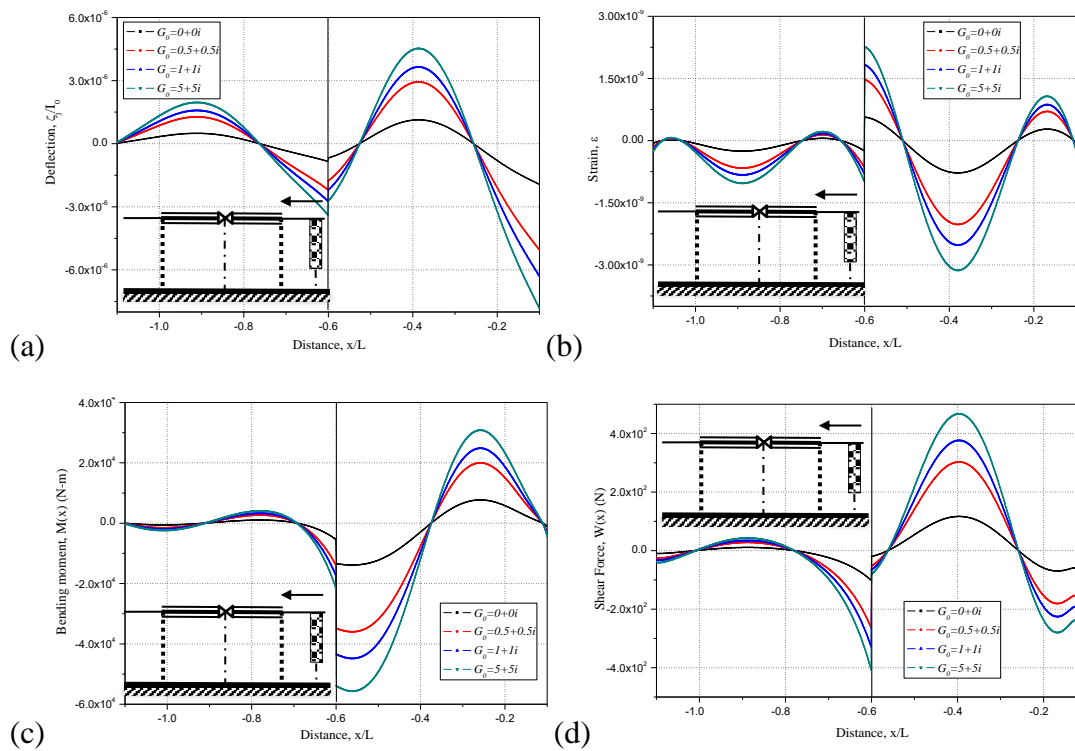 (a)
6.0x10⁻⁶
3.0x10⁻⁶
0.0
-3.0x10⁻⁶
-6.0x10⁻⁶
Deflection, ζⱼ/I₀
G₀=0+0i
G₀=0.5+0.5i
G₀=1+1i
G₀=5+5i
-1.0 -0.8 -0.6 -0.4 -0.2
Distance, x/L
(b)
3.00x10⁻⁹
1.50x10⁻⁹
0.00
-1.50x10⁻⁹
-3.00x10⁻⁹
Strain, ε
G₀=0+0i
G₀=0.5+0.5i
G₀=1+1i
G₀=5+5i
-1.0 -0.8 -0.6 -0.4 -0.2
Distance, x/L
(c)
4.0x10⁴
2.0x10⁴
0.0
-2.0x10⁴
-4.0x10⁴
-6.0x10⁴
Bending moment, M(x) (N-m)
G₀=0+0i
G₀=0.5+0.5i
G₀=1+1i
G₀=5+5i
-1.0 -0.8 -0.6 -0.4 -0.2
Distance, x/L
(d)
4.0x10²
2.0x10²
0.0
-2.0x10²
-4.0x10²
Shear Force, W(x) (N)
G₀=0+0i
G₀=0.5+0.5i
G₀=1+1i
G₀=5+5i
-1.0 -0.8 -0.6 -0.4 -0.2
Distance, x/L